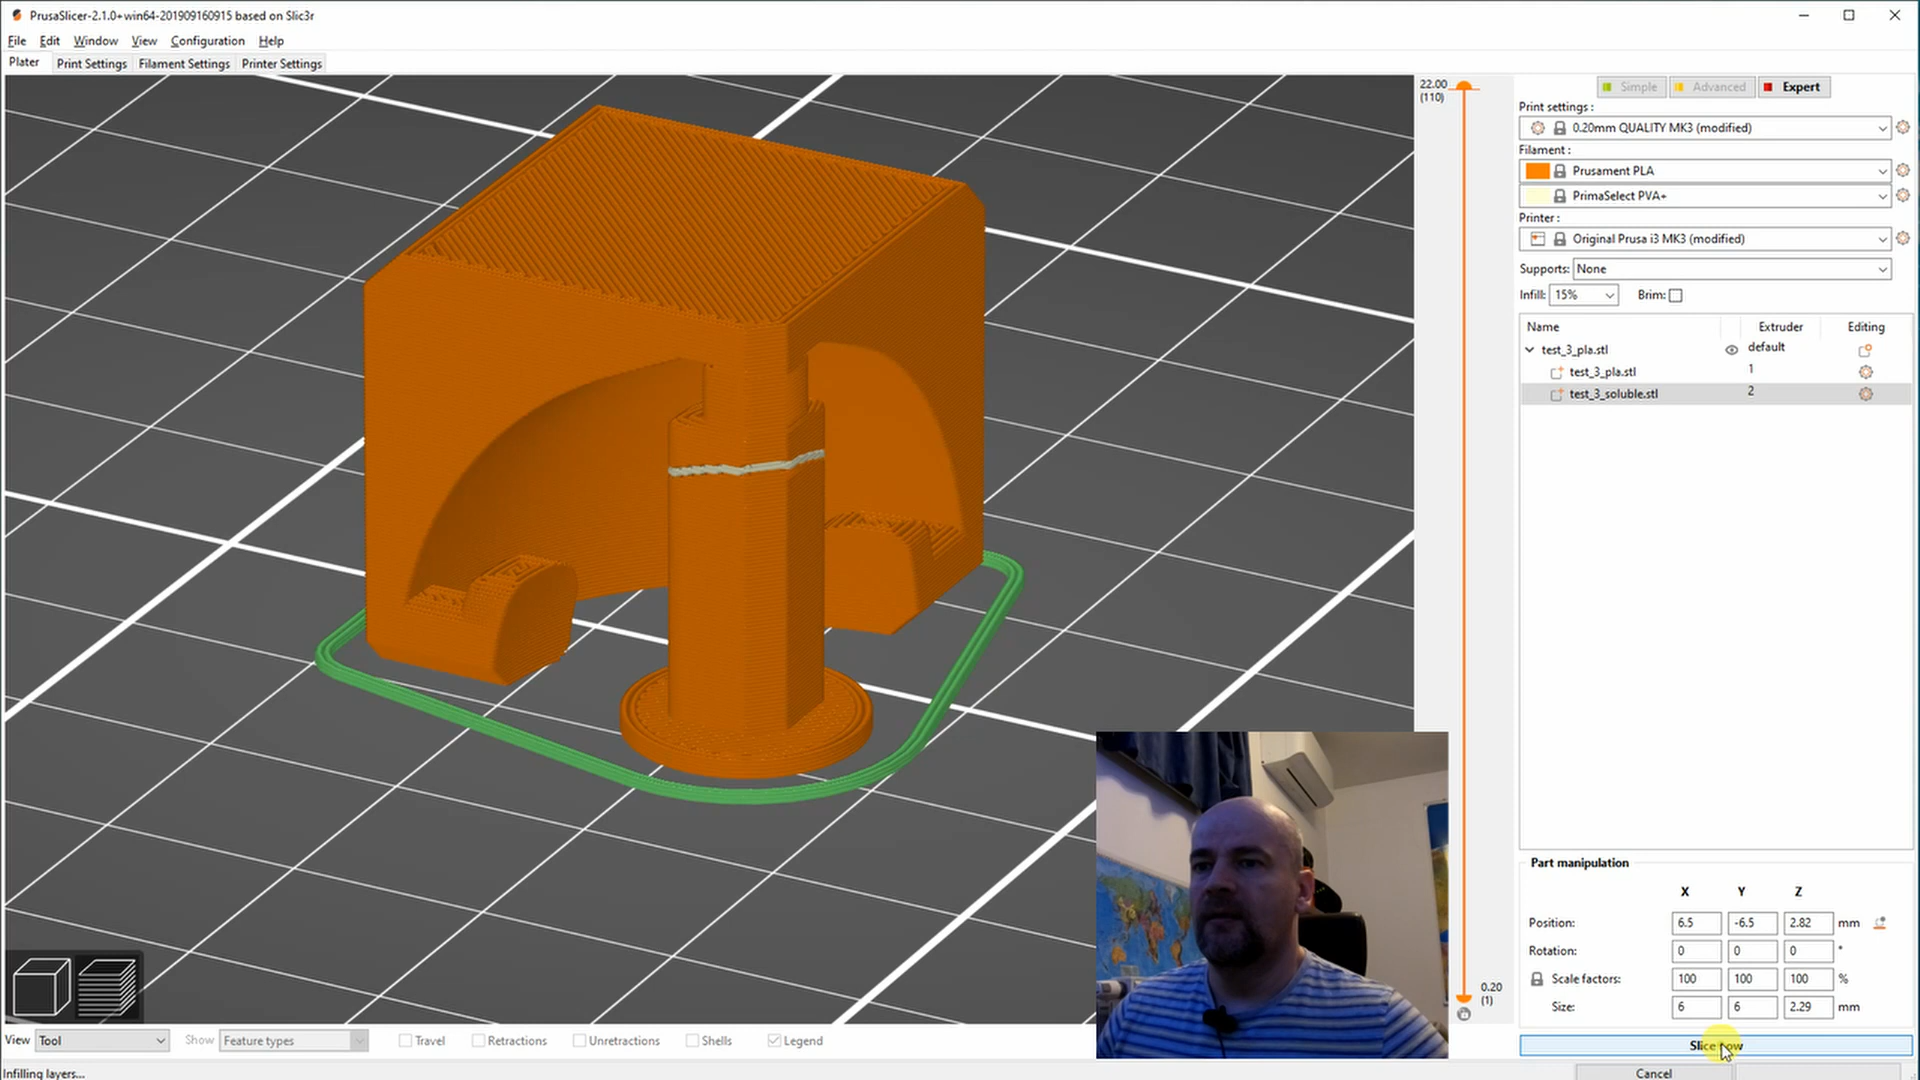 PrusaSlicer-2.1.0+win64-201909160915 based on Slic3r
File Edit Window View Configuration Help
Plater Print Settings Filament Settings Printer Settings
22.00
(110)
Simple Advanced Expert
Print settings :
0.20mm QUALITY MK3 (modified)
Filament :
Prusament PLA
PrimaSelect PVA+
Printer :
Original Prusa i3 MK3 (modified)
Supports: None
Infill: 15% Brim:
Name Extruder Editing
test_3_pla.stl default
test_3_pla.stl 1
test_3_soluble.stl 2
Part manipulation
X Y Z
Position: 6.5 -6.5 2.82 mm
Rotation: 0 0 0 °
Scale factors: 100 100 100 %
Size: 6 6 2.29 mm
0.20
(1)
View Tool Show Feature types Travel Retractions Unretractions Shells Legend
Slice now
Infilling layers...
Cancel